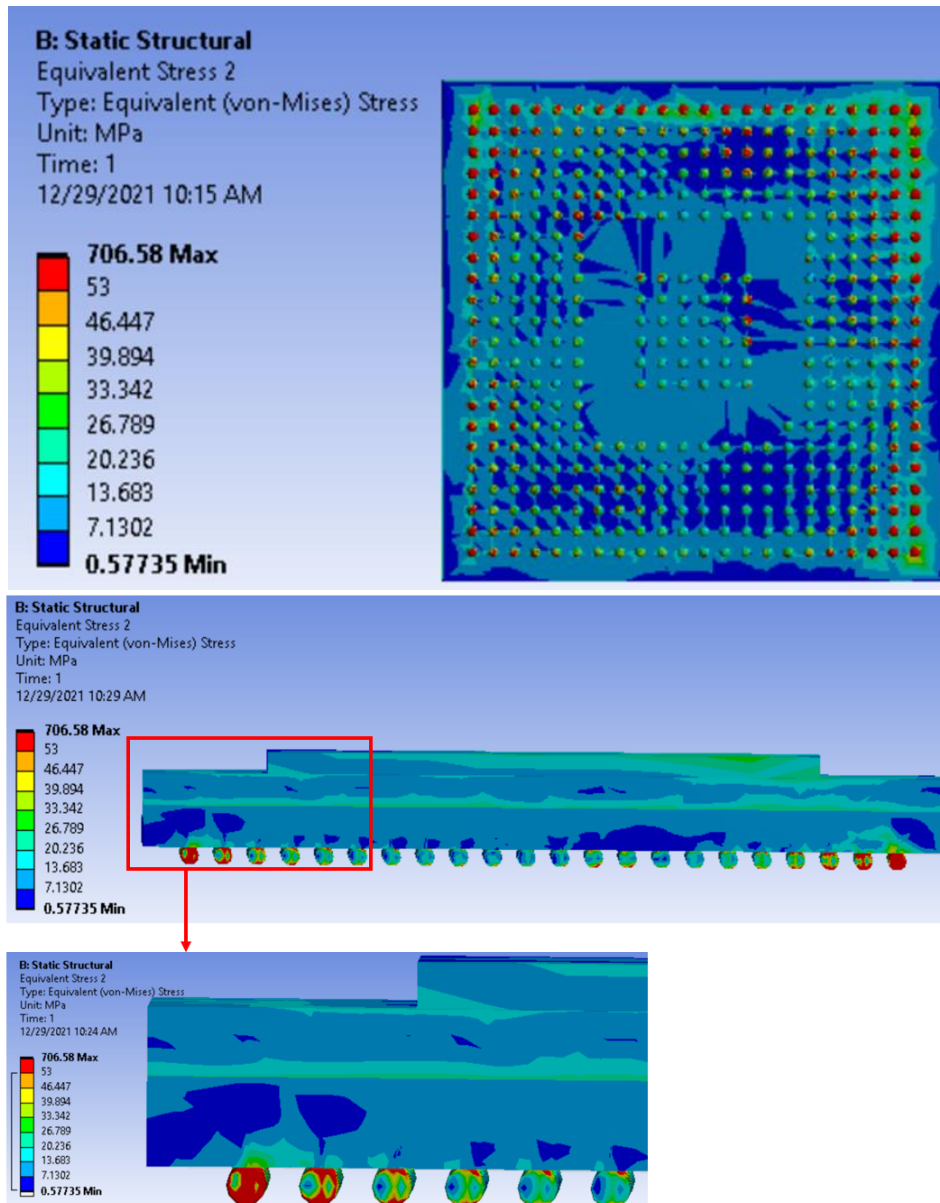 B: Static Structural
Equivalent Stress 2
Type: Equivalent (von-Mises) Stress
Unit: MPa
Time: 1
12/29/2021 10:15 AM
706.58 Max
53
46.447
39.894
33.342
26.789
20.236
13.683
7.1302
0.57735 Min
B: Static Structural
Equivalent Stress 2
Type: Equivalent (von-Mises) Stress
Unit: MPa
Time: 1
12/29/2021 10:29 AM
706.58 Max
53
46.447
39.894
33.342
26.789
20.236
13.683
7.1302
0.57735 Min
B: Static Structural
Equivalent Stress 2
Type: Equivalent (von-Mises) Stress
Unit: MPa
Time: 1
12/29/2021 10:24 AM
706.58 Max
53
46.447
39.894
33.342
26.789
20.236
13.683
7.1302
0.57735 Min